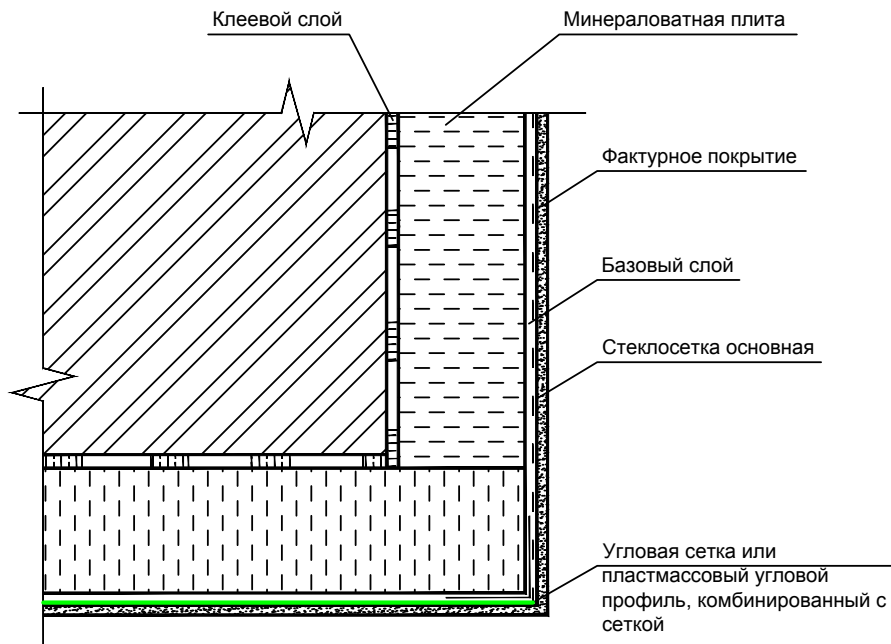 Клеевой слой
Минераловатная плита
Фактурное покрытие
Базовый слой
Стеклосетка основная
Угловая сетка или
пластмассовый угловой
профиль, комбинированный с
сеткой